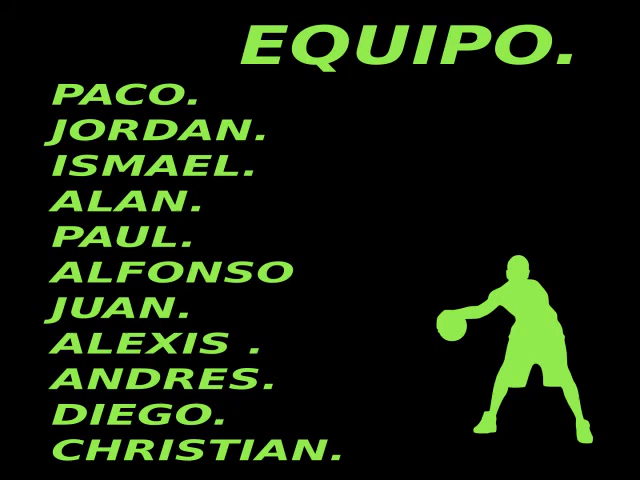 EQUIPO.
PACO.
JORDAN.
ISMAEL.
ALAN.
PAUL.
ALFONSO
JUAN.
ALEXIS .
ANDRES.
DIEGO.
CHRISTIAN.